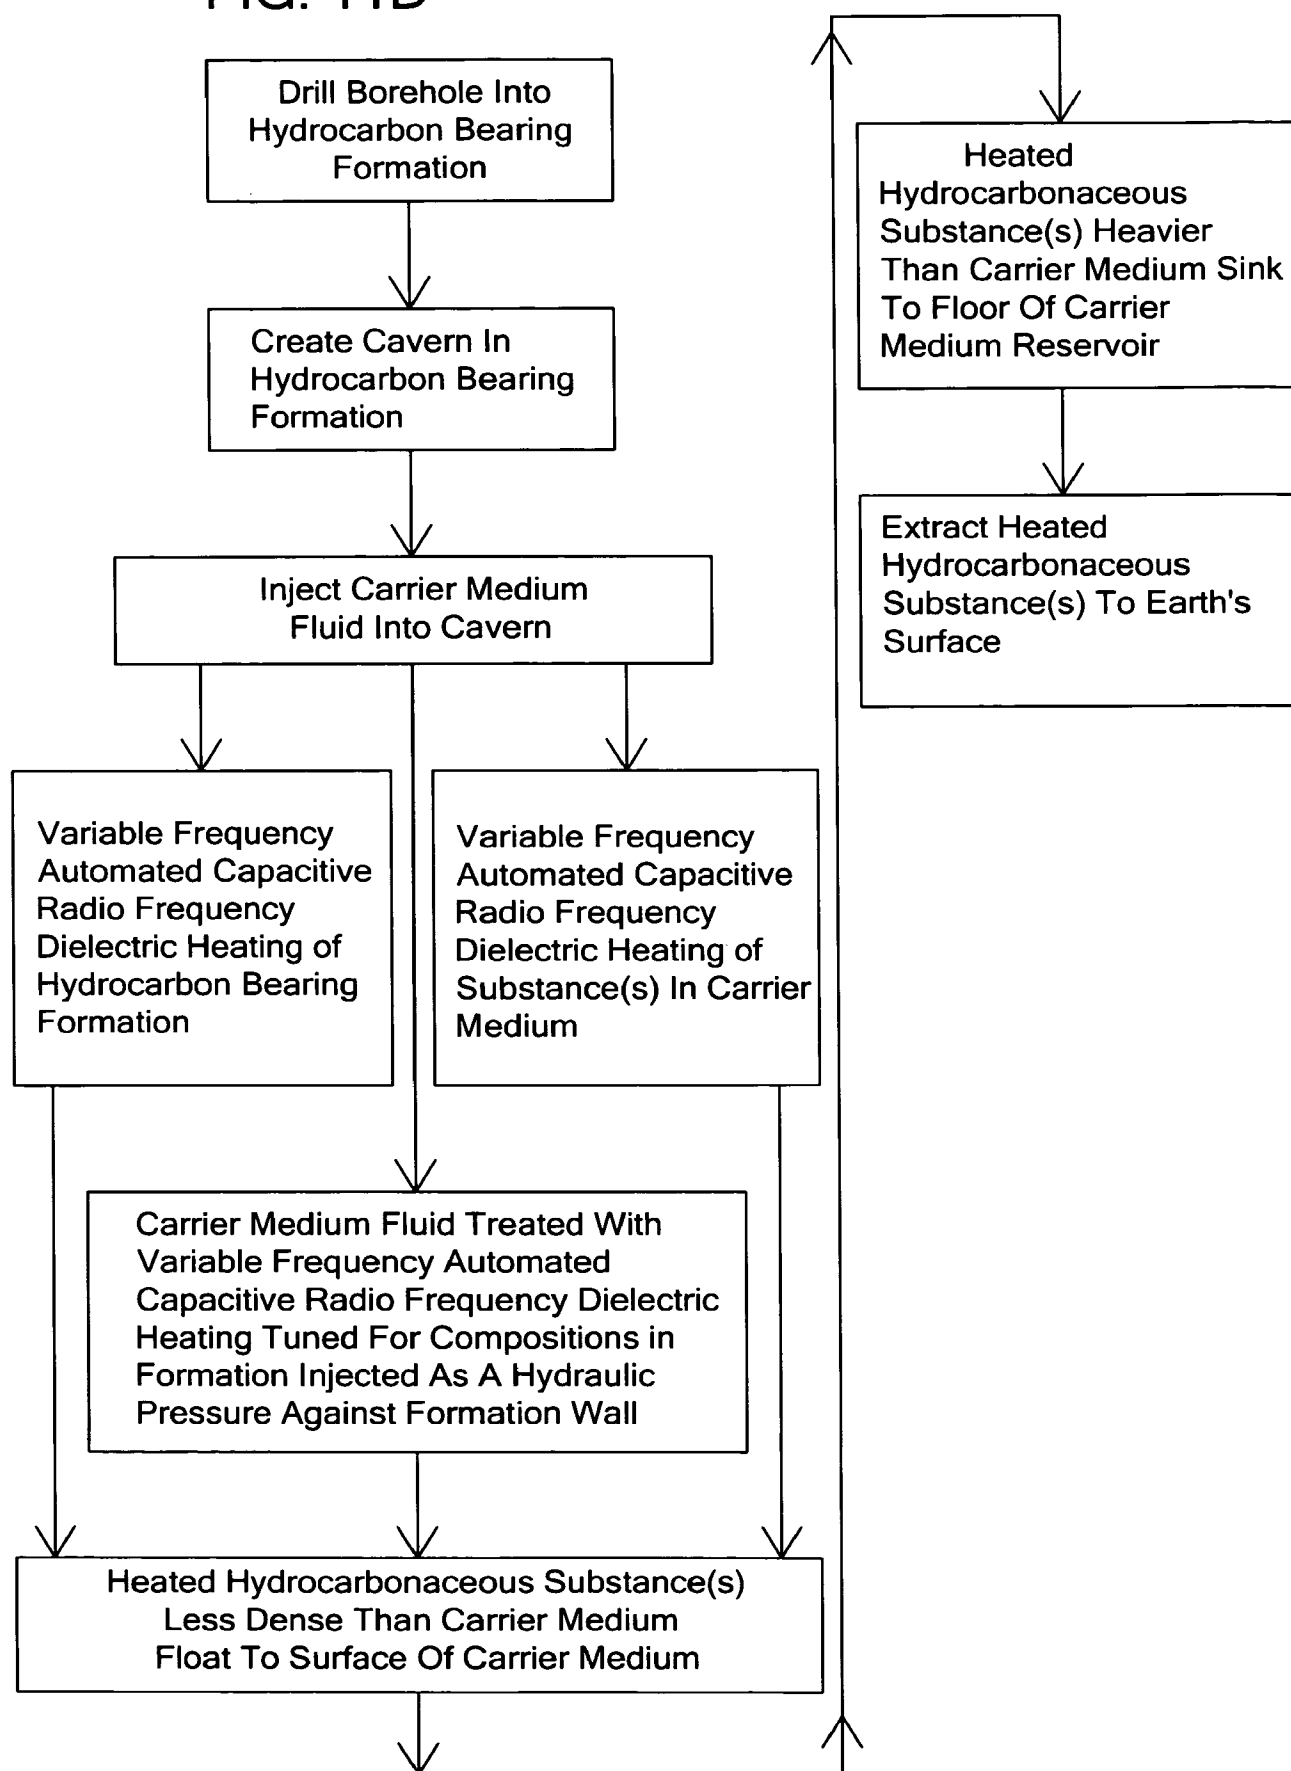 FIG. 11D
Drill Borehole Into
Hydrocarbon Bearing
Formation
Create Cavern In
Hydrocarbon Bearing
Formation
Inject Carrier Medium
Fluid Into Cavern
Variable Frequency
Automated Capacitive
Radio Frequency
Dielectric Heating of
Hydrocarbon Bearing
Formation
Variable Frequency
Automated Capacitive
Radio Frequency
Dielectric Heating of
Substance(s) In Carrier
Medium
Carrier Medium Fluid Treated With
Variable Frequency Automated
Capacitive Radio Frequency Dielectric
Heating Tuned For Compositions in
Formation Injected As A Hydraulic
Pressure Against Formation Wall
Heated Hydrocarbonaceous Substance(s)
Less Dense Than Carrier Medium
Float To Surface Of Carrier Medium
Heated
Hydrocarbonaceous
Substance(s) Heavier
Than Carrier Medium Sink
To Floor Of Carrier
Medium Reservoir
Extract Heated
Hydrocarbonaceous
Substance(s) To Earth's
Surface